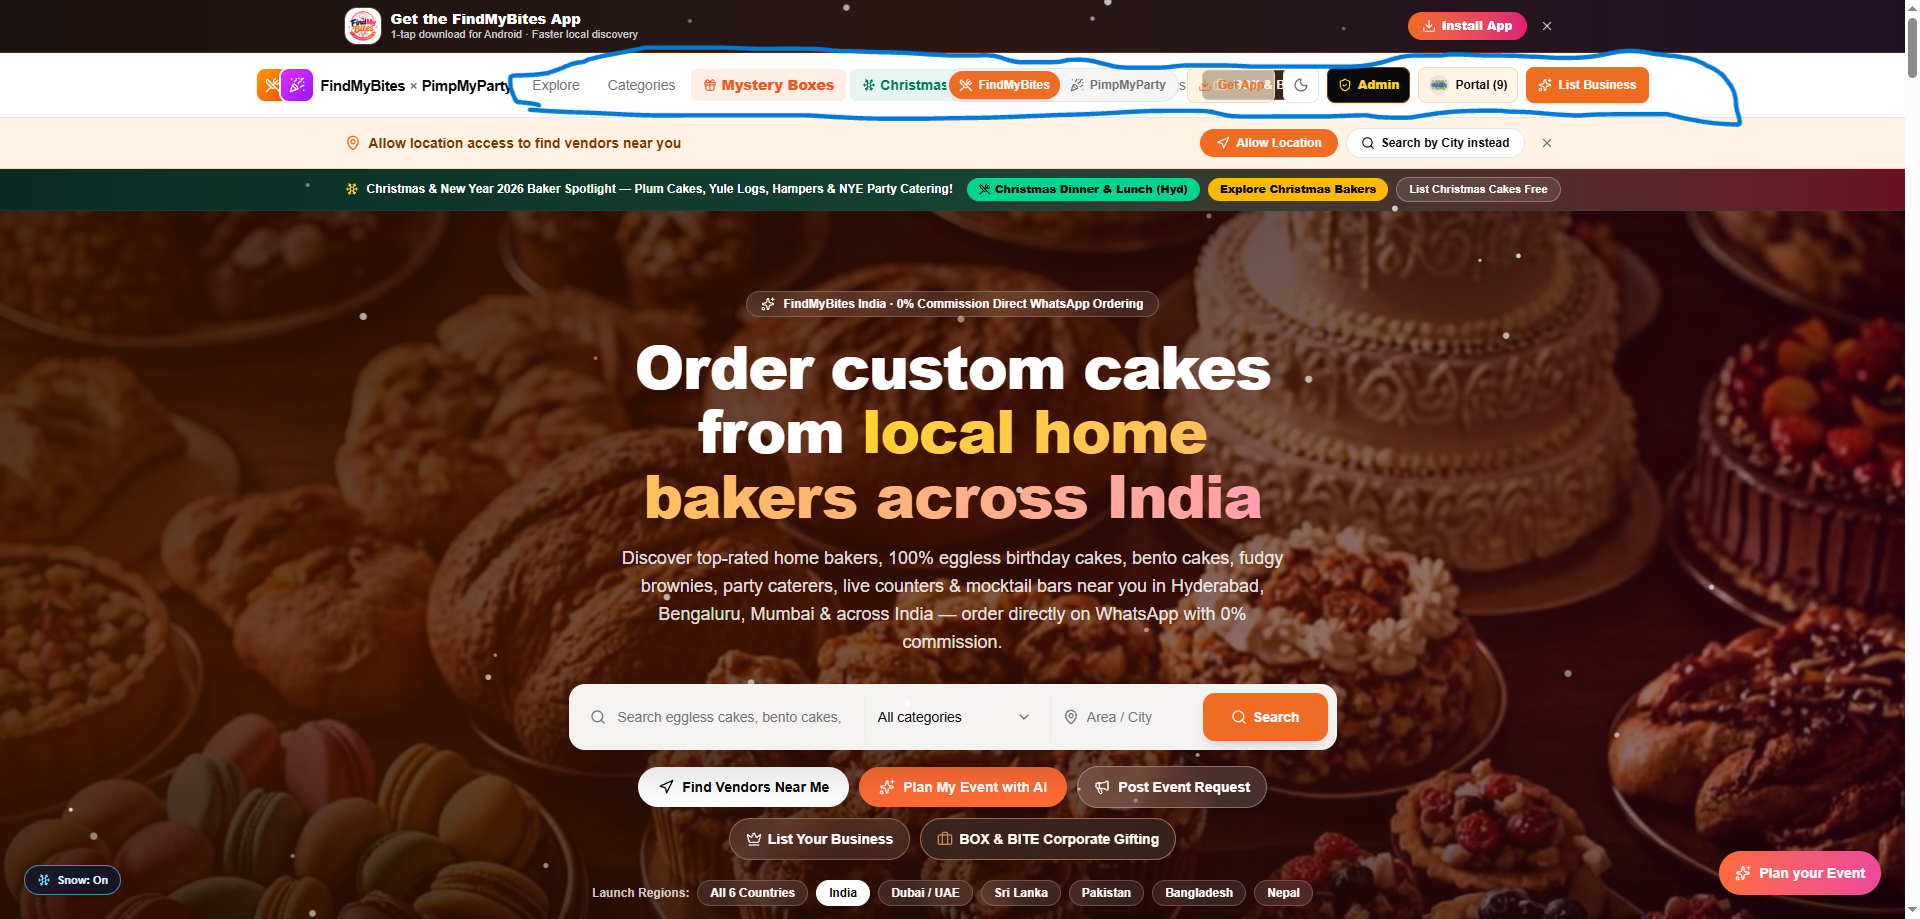 Get the FindMyBites App
1-tap download for Android · Faster local discovery
Install App
FindMyBites × PimpMyParty
Explore
Categories
Mystery Boxes
Christmas
FindMyBites
PimpMyParty
s
Get App
& B
Admin
Portal (9)
List Business
Allow location access to find vendors near you
Allow Location
Search by City instead
Christmas & New Year 2026 Baker Spotlight — Plum Cakes, Yule Logs, Hampers & NYE Party Catering!
Christmas Dinner & Lunch (Hyd)
Explore Christmas Bakers
List Christmas Cakes Free
FindMyBites India · 0% Commission Direct WhatsApp Ordering
Order custom cakes
from local home
bakers across India
Discover top-rated home bakers, 100% eggless birthday cakes, bento cakes, fudgy
brownies, party caterers, live counters & mocktail bars near you in Hyderabad,
Bengaluru, Mumbai & across India — order directly on WhatsApp with 0%
commission.
Search eggless cakes, bento cakes,
All categories
Area / City
Search
Find Vendors Near Me
Plan My Event with AI
Post Event Request
List Your Business
BOX & BITE Corporate Gifting
Launch Regions:
All 6 Countries
India
Dubai / UAE
Sri Lanka
Pakistan
Bangladesh
Nepal
Snow: On
Plan your Event